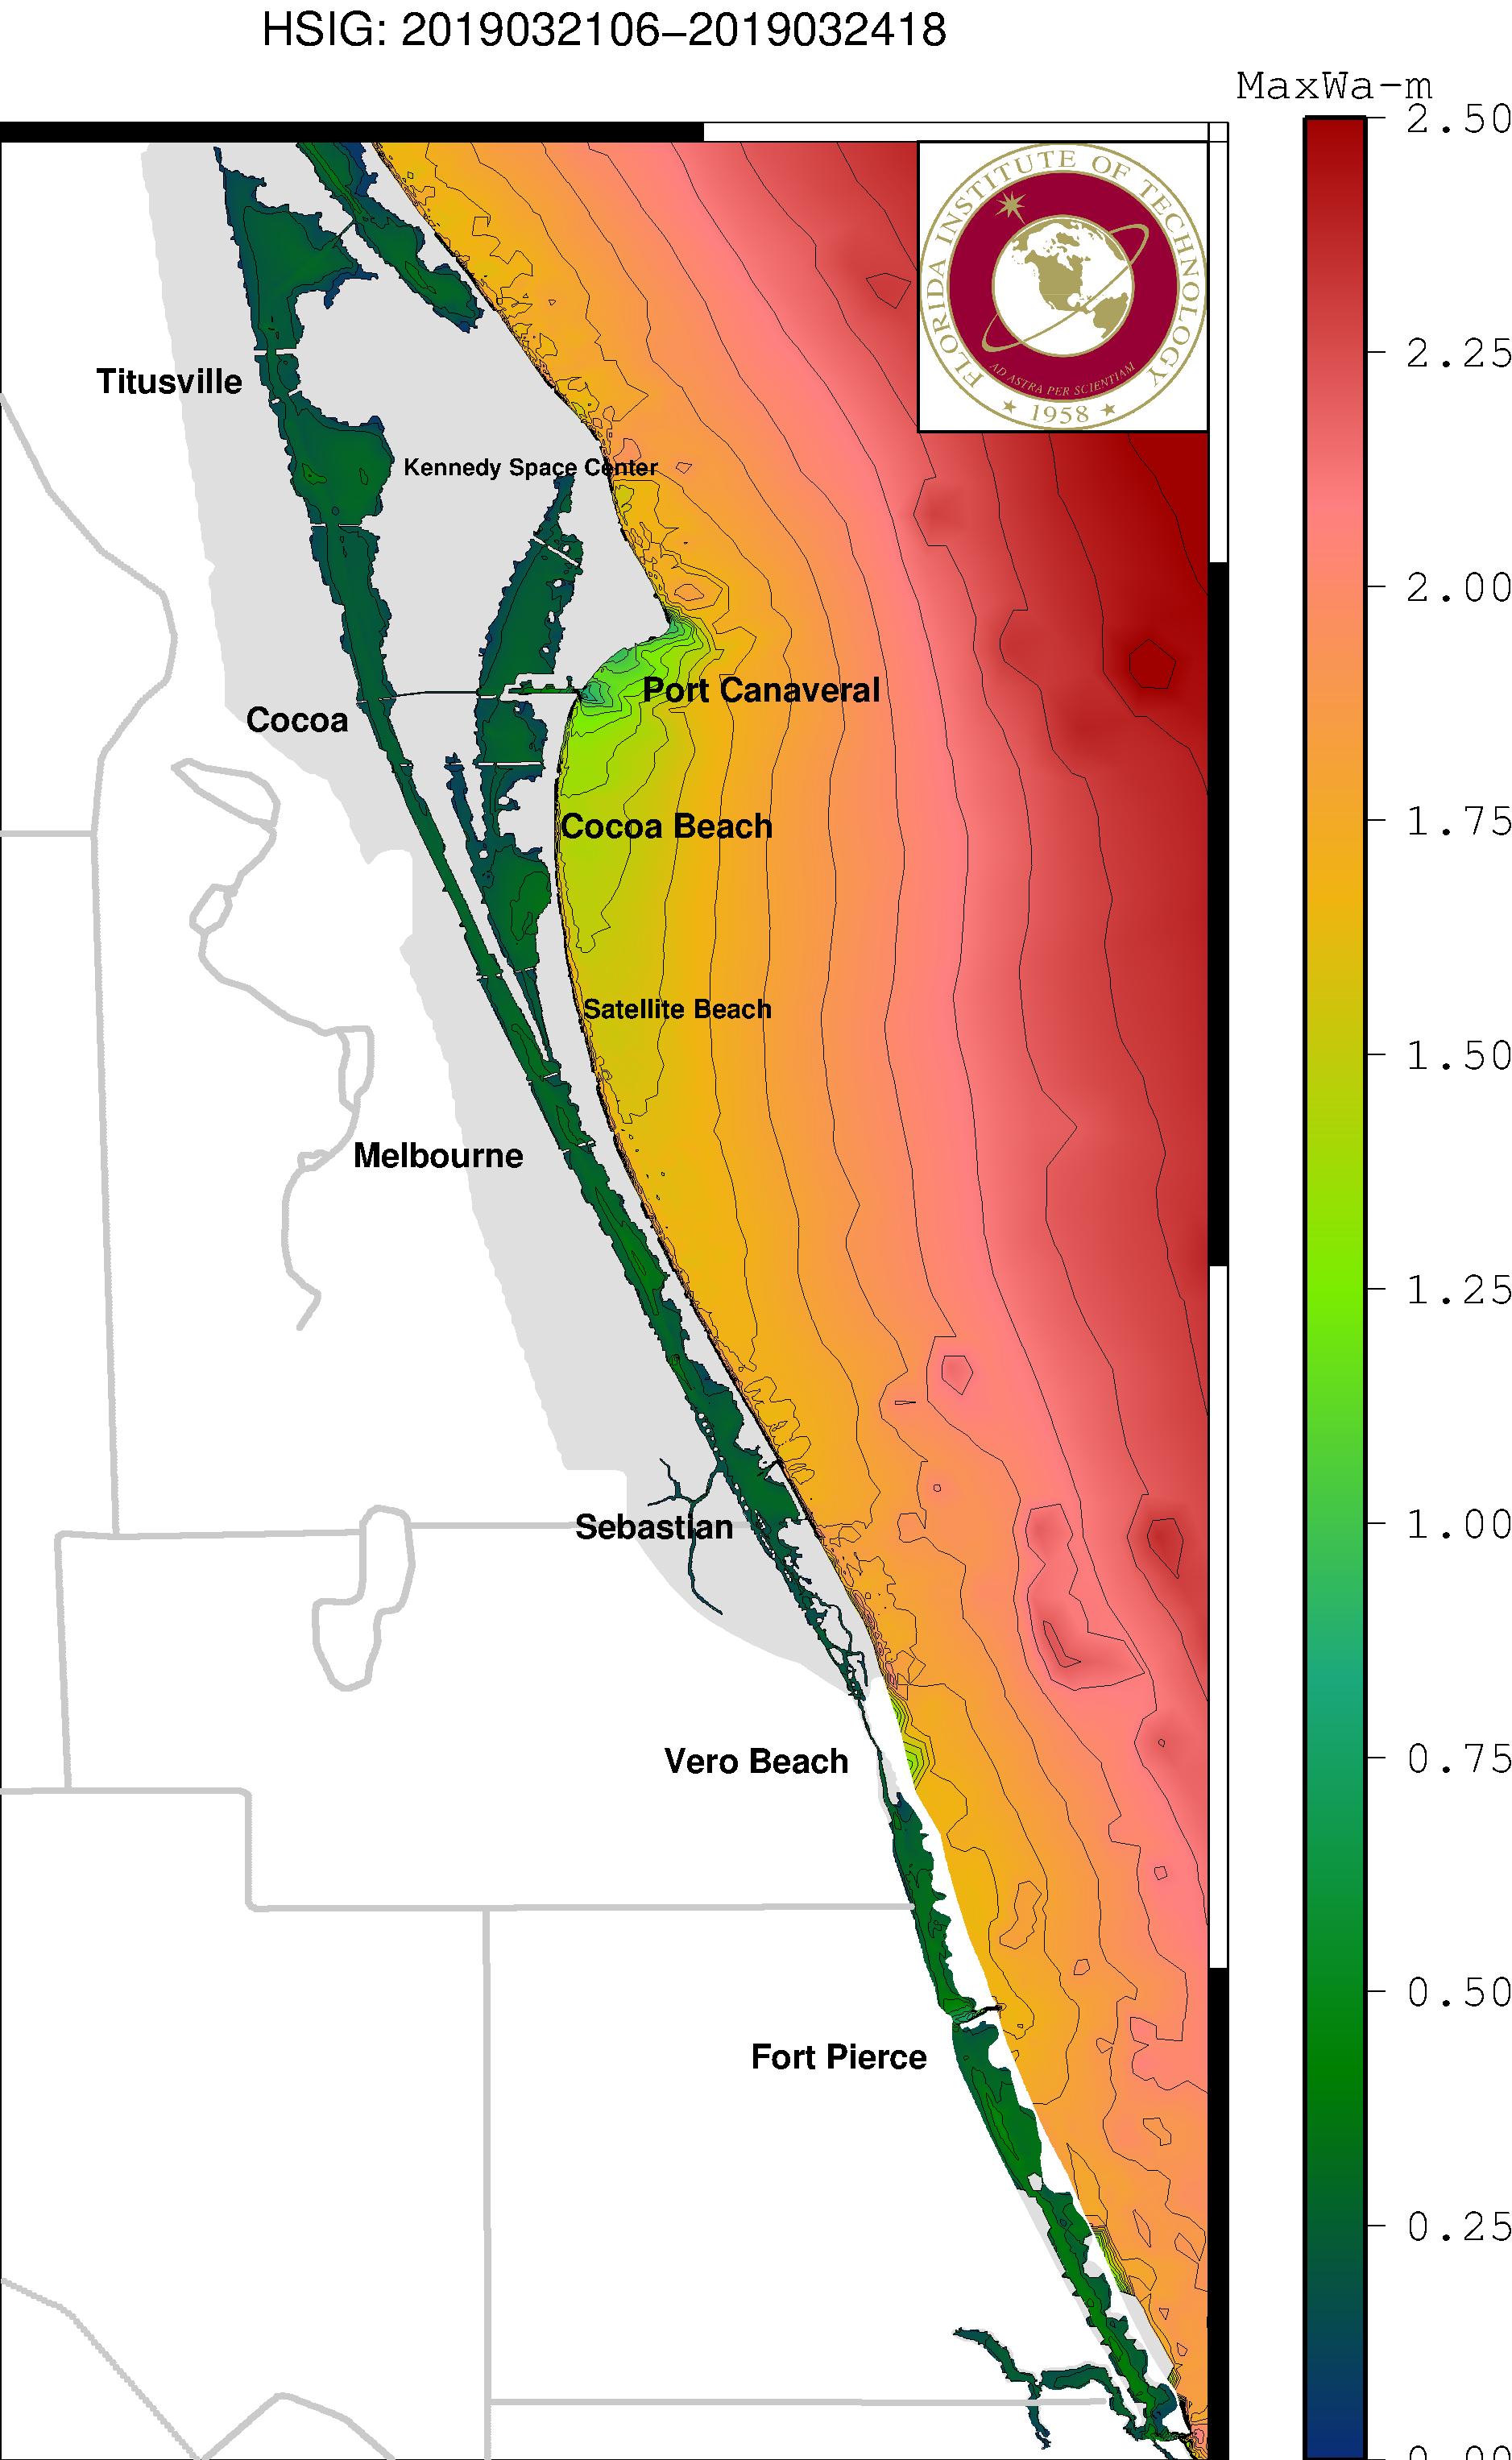 HSIG: 2019032106–2019032418
MaxWa-m
2.50
FLORIDA INSTITUTE OF TECHNOLOGY
AD ASTRA PER SCIENTIAM
1958
2.25
Titusville
Kennedy Space Center
2.00
Port Canaveral
Cocoa
1.75
Cocoa Beach
Satellite Beach
1.50
Melbourne
1.25
Sebastian
1.00
Vero Beach
0.75
0.50
Fort Pierce
0.25
0.00